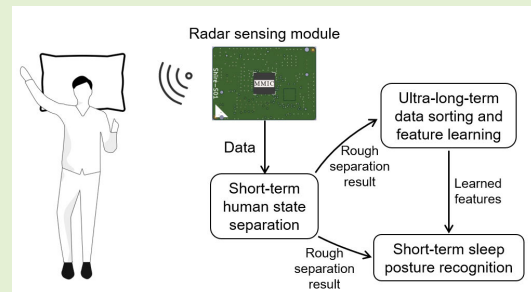 Radar sensing module
MMIC
Data
Short-term
human state
separation
Rough
separation
result
Ultra-long-term
data sorting and
feature learning
Learned
features
Rough
separation
result
Short-term sleep
posture recognition